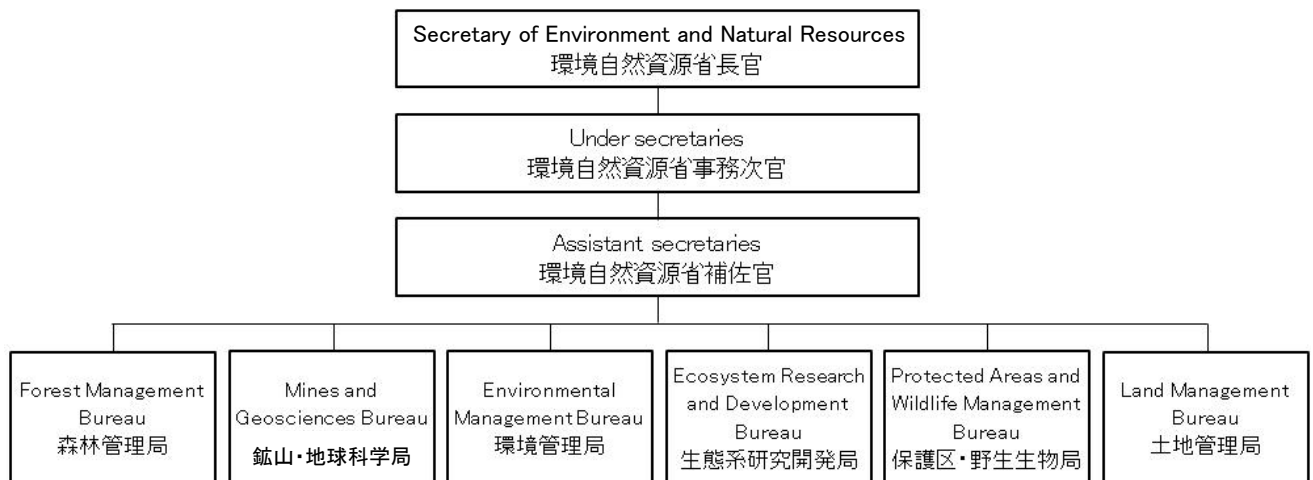 Secretary of Environment and Natural Resources
環境自然資源省長官
Under secretaries
環境自然資源省事務次官
Assistant secretaries
環境自然資源省補佐官
Forest Management
Bureau
森林管理局
Mines and
Geosciences Bureau
鉱山・地球科学局
Environmental
Management Bureau
環境管理局
Ecosystem Research
and Development
Bureau
生態系研究開発局
Protected Areas and
Wildlife Management
Bureau
保護区・野生生物局
Land Management
Bureau
土地管理局